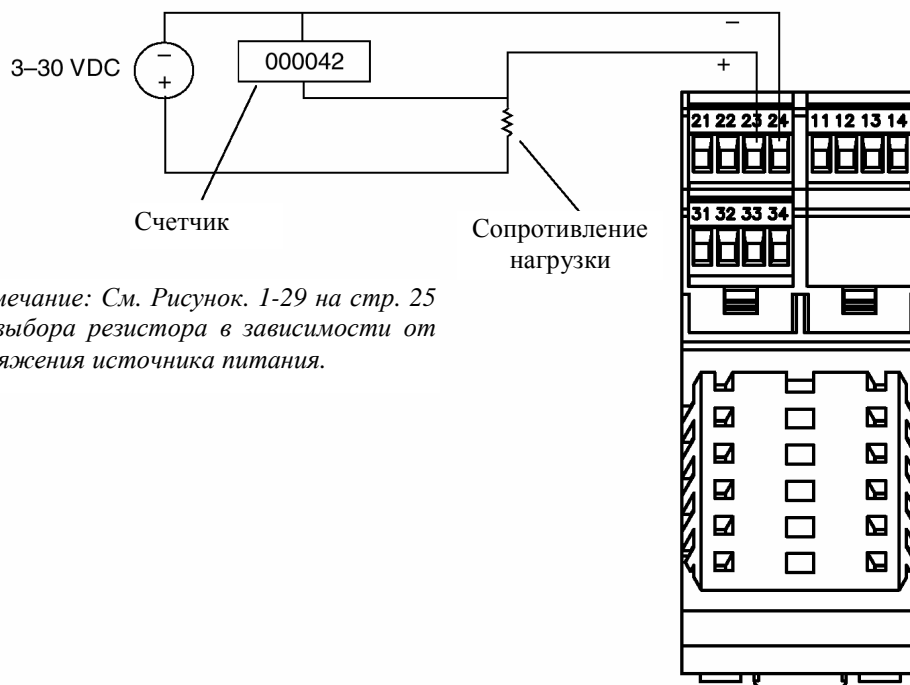 3–30 VDC
–
+
000042
–
+
Счетчик
Сопротивление
нагрузки
21 22 23 24
11 12 13 14
31 32 33 34
мечание: См. Рисунок. 1-29 на стр. 25
выбора резистора в зависимости от
яжения источника питания.